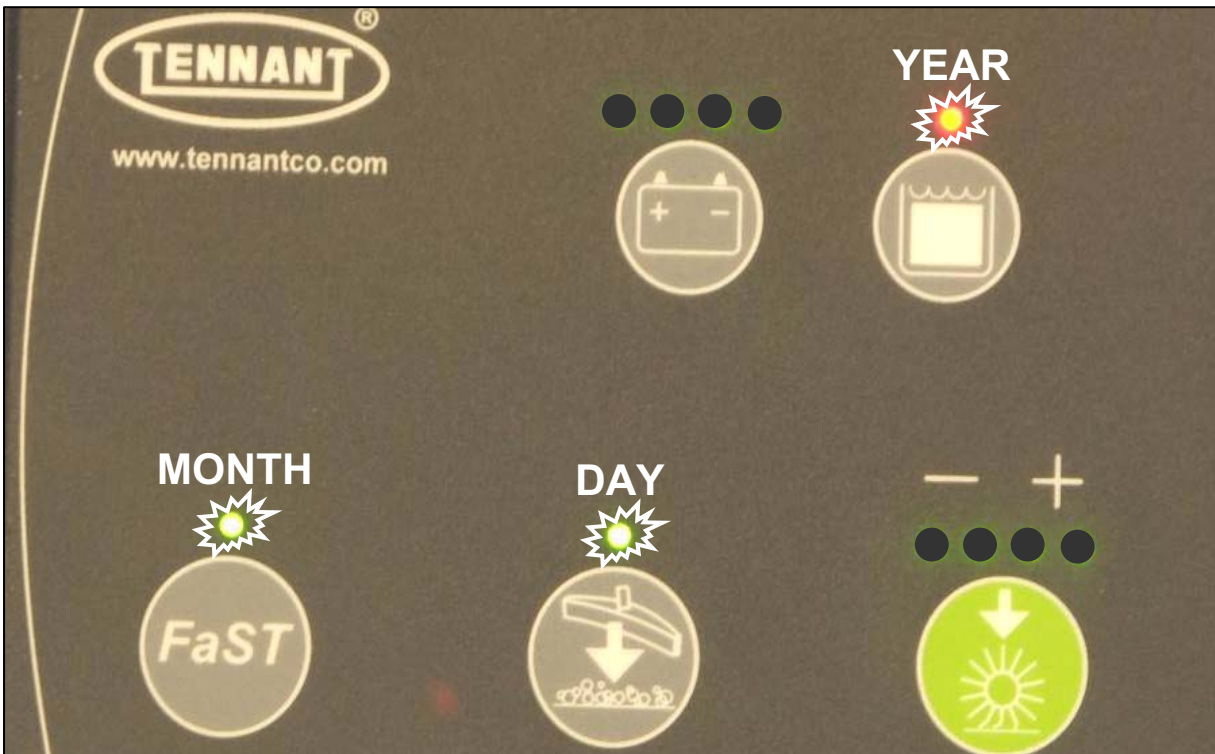 TENNANT
®
www.tennantco.com
YEAR
+ −
MONTH
DAY
− +
FaST